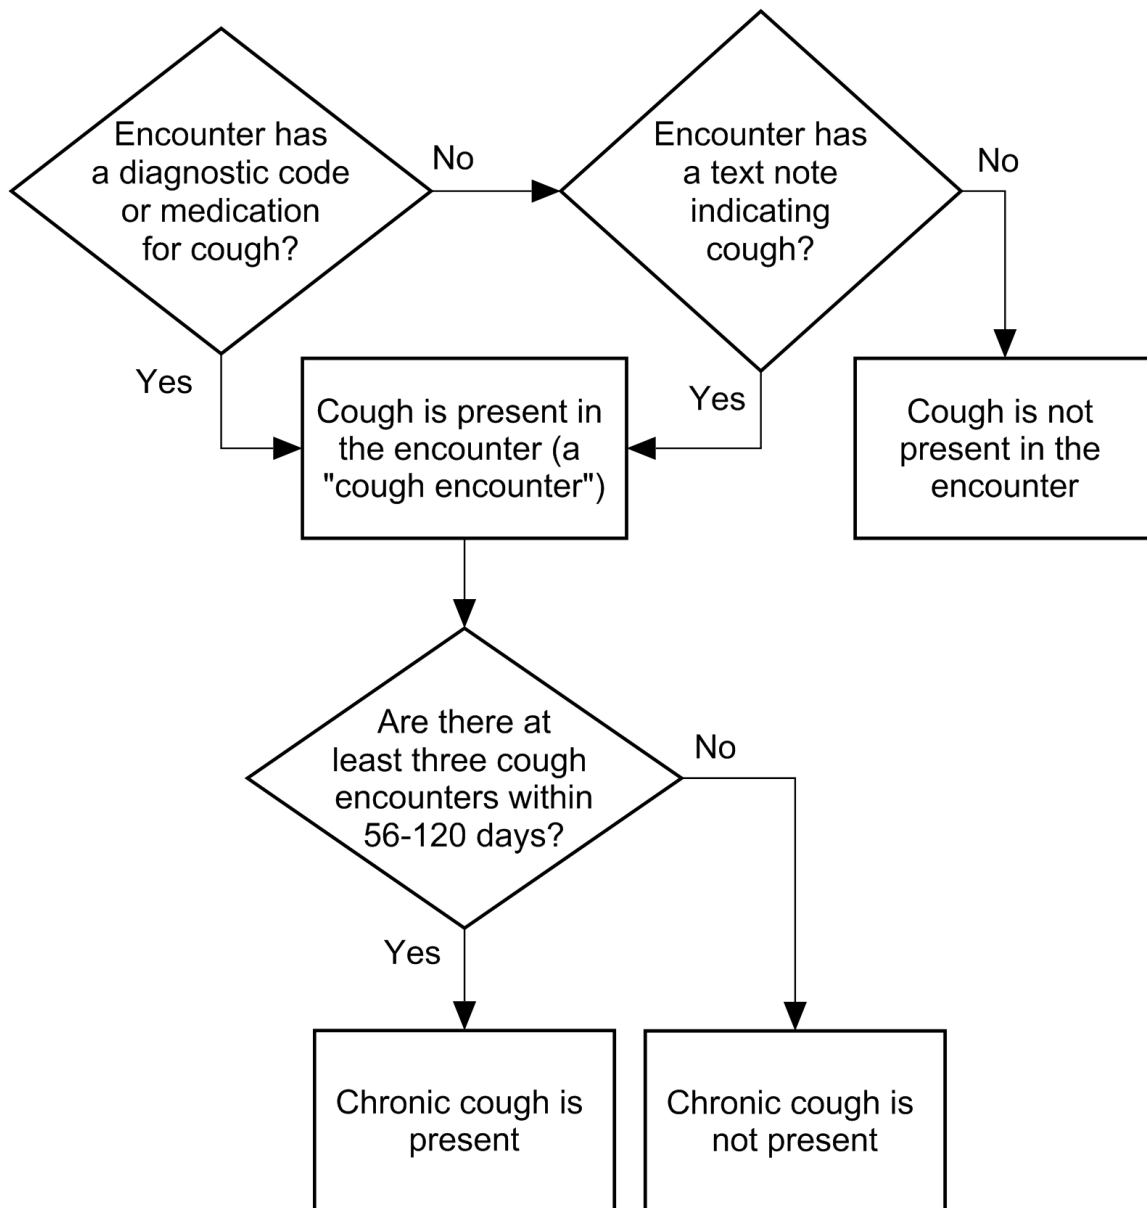 Encounter has
a diagnostic code
or medication
for cough?
No
Encounter has
a text note
indicating
cough?
No
Yes
Cough is present in
the encounter (a
"cough encounter")
Yes
Cough is not
present in the
encounter
Are there at
least three cough
encounters within
56-120 days?
No
Yes
Chronic cough is
present
Chronic cough is
not present